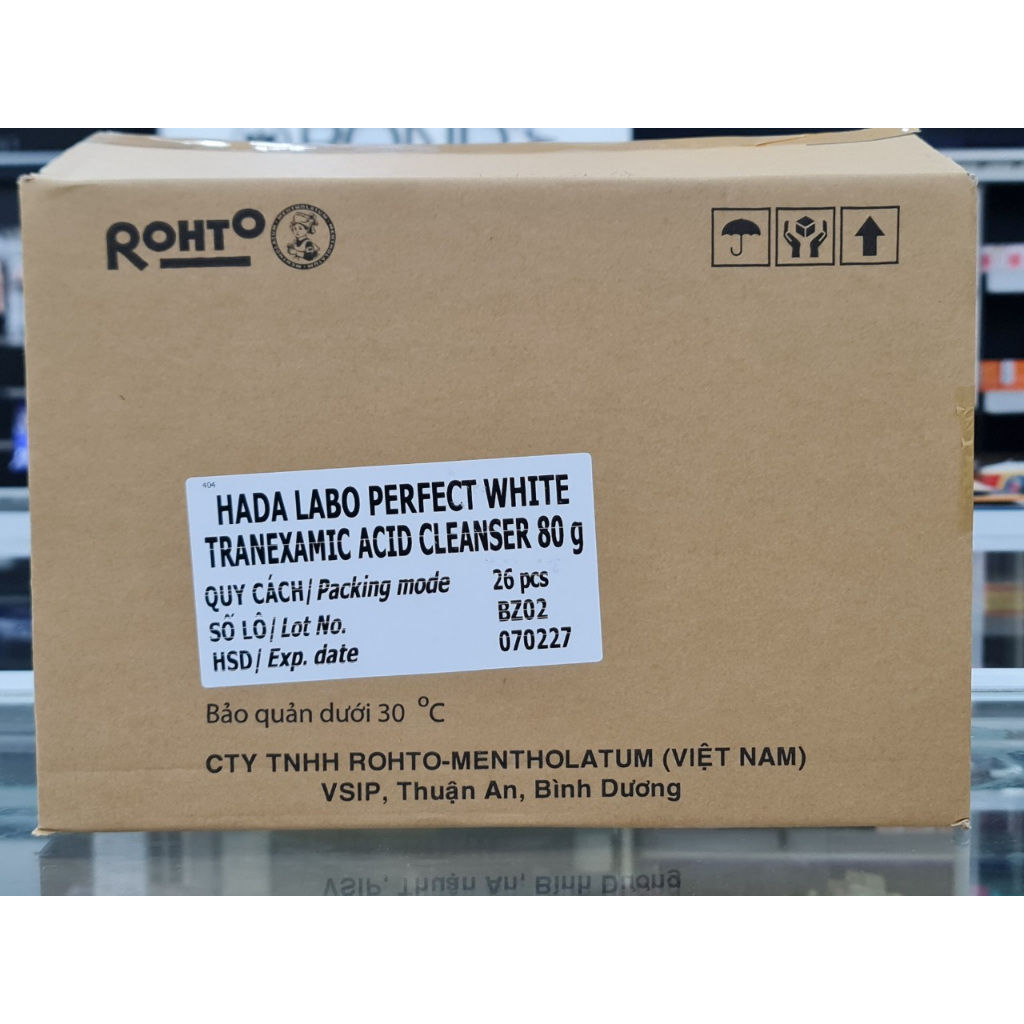 ROHTO
404
HADA LABO PERFECT WHITE
TRANEXAMIC ACID CLEANSER 80 g
QUY CÁCH/ Packing mode 26 pcs
SỐ LÔ/ Lot No. BZ02
HSD/ Exp. date 070227
Bảo quản dưới 30 °C
CTY TNHH ROHTO-MENTHOLATUM (VIỆT NAM)
VSIP, Thuận An, Bình Dương